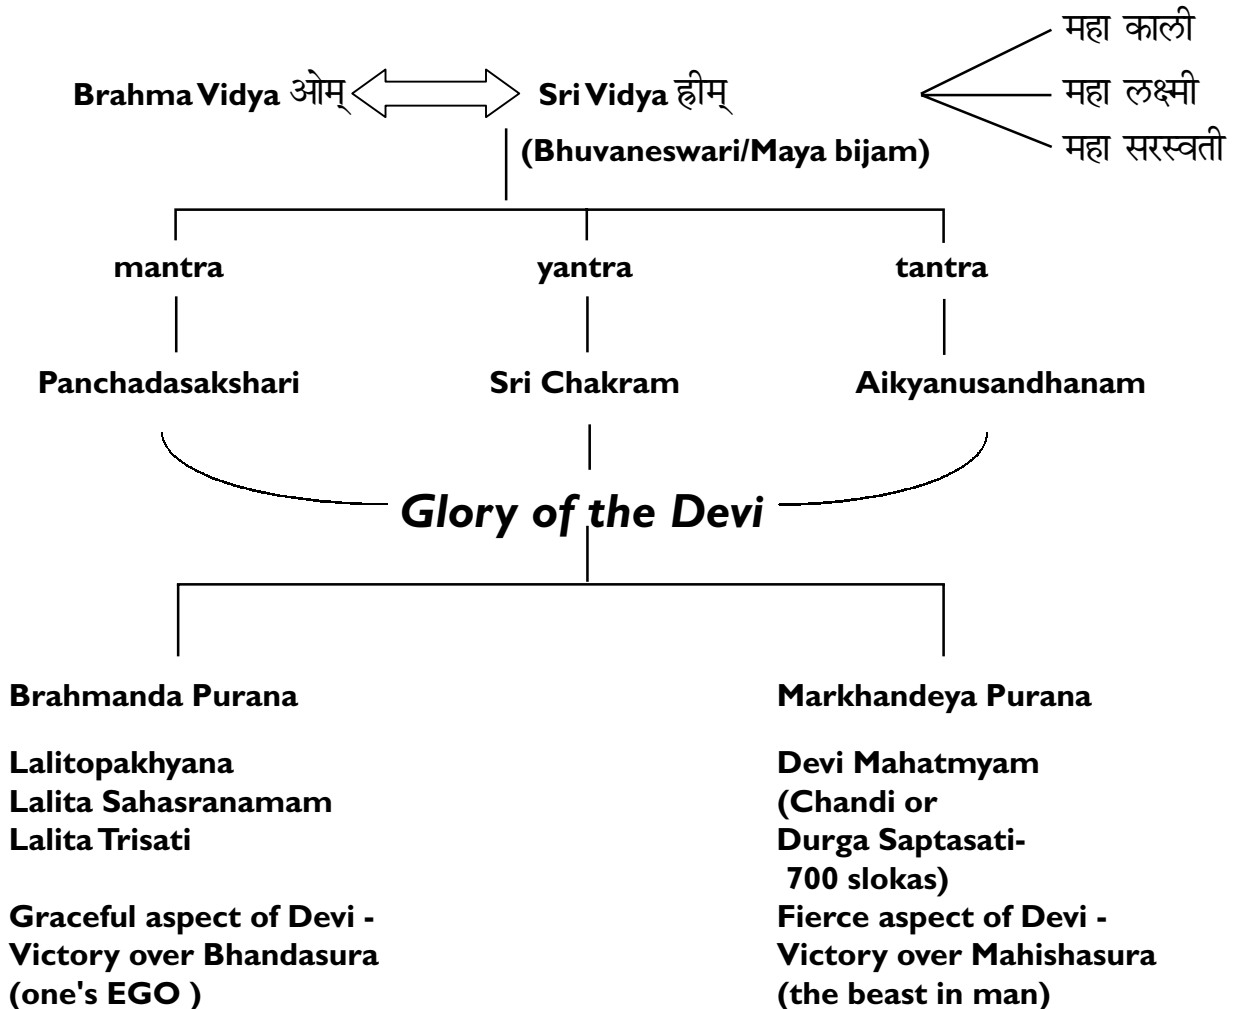 महा काली
Brahma Vidya ओम् Sri Vidya ह्रीम् महा लक्ष्मी
(Bhuvaneswari/Maya bijam) महा सरस्वती
mantra yantra tantra
Panchadasakshari Sri Chakram Aikyanusandhanam
Glory of the Devi
Brahmanda Purana
Lalitopakhyana
Lalita Sahasranamam
Lalita Trisati
Graceful aspect of Devi -
Victory over Bhandasura
(one's EGO )
Markhandeya Purana
Devi Mahatmyam
(Chandi or
Durga Saptasati-
700 slokas)
Fierce aspect of Devi -
Victory over Mahishasura
(the beast in man)